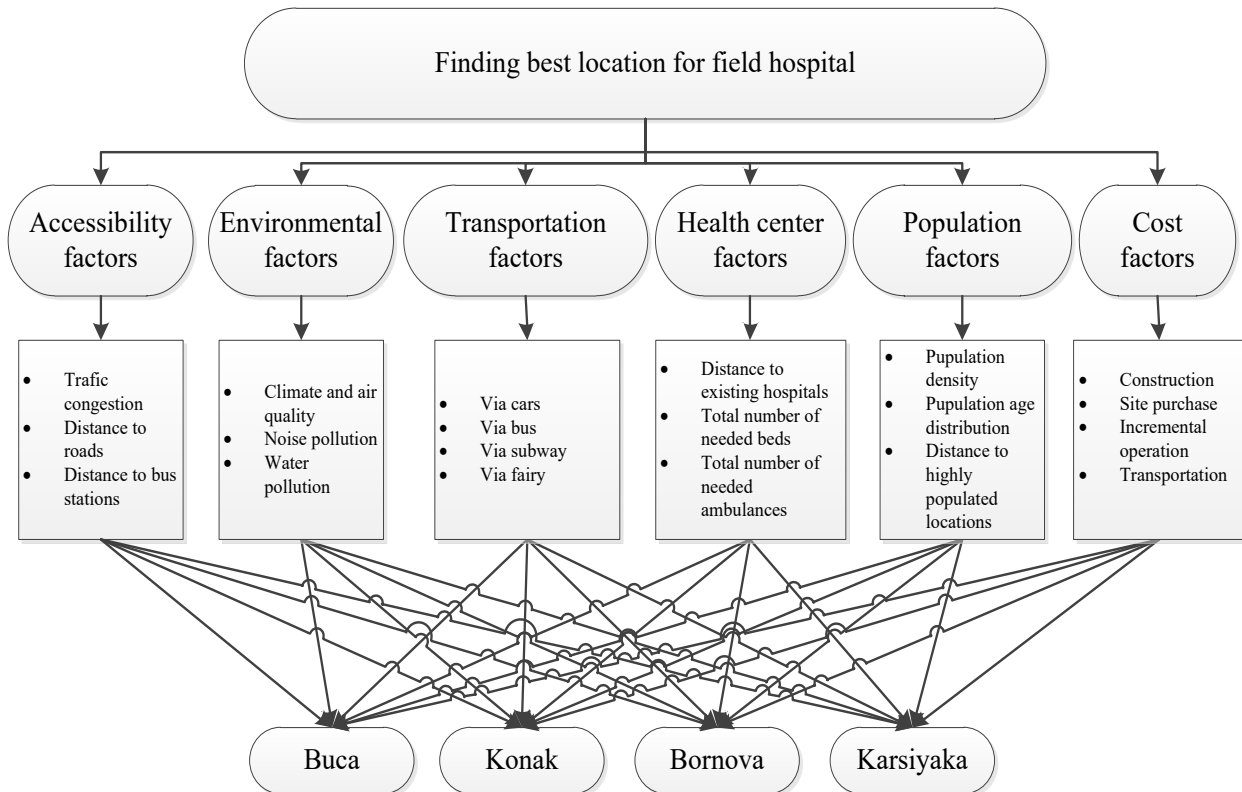 Finding best location for field hospital
Accessibility
factors
Environmental
factors
Transportation
factors
Health center
factors
Population
factors
Cost
factors
• Trafic
congestion
• Distance to
roads
• Distance to bus
stations
• Climate and air
quality
• Noise pollution
• Water
pollution
• Via cars
• Via bus
• Via subway
• Via fairy
• Distance to
existing hospitals
• Total number of
needed beds
• Total number of
needed
ambulances
• Pupulation
density
• Pupulation age
distribution
• Distance to
highly
populated
locations
• Construction
• Site purchase
• Incremental
operation
• Transportation
Buca
Konak
Bornova
Karsiyaka